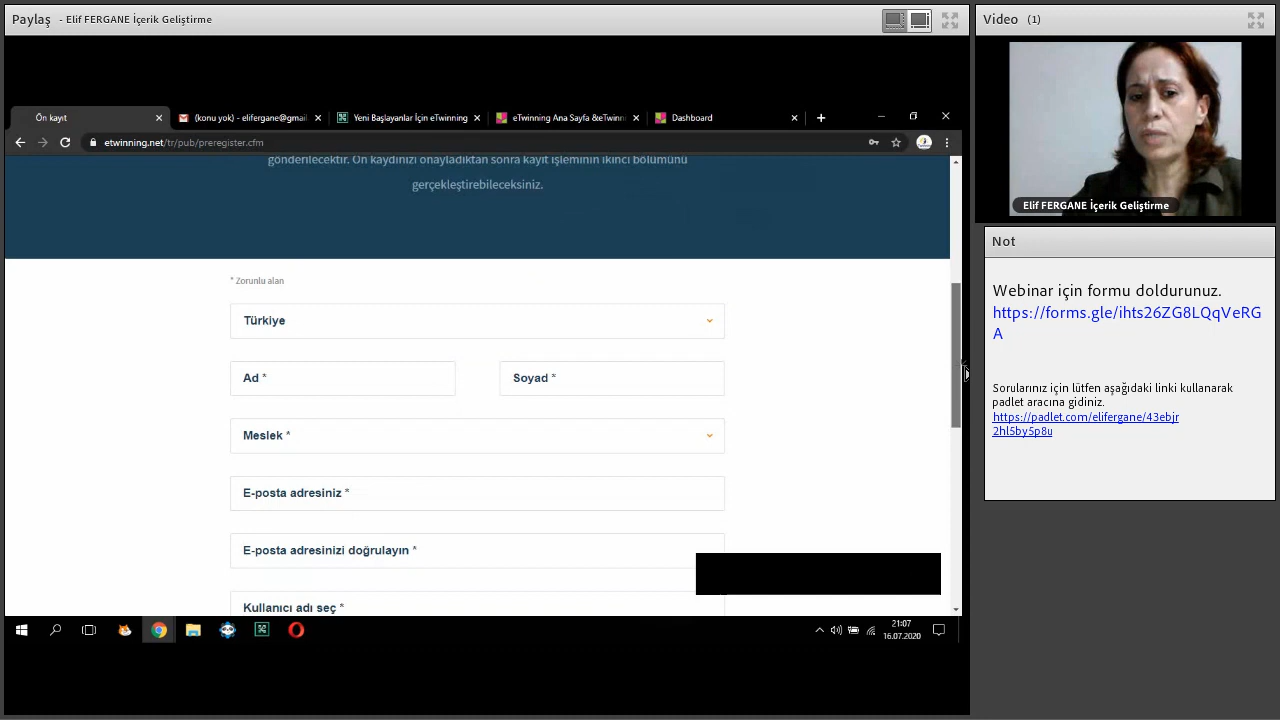 Paylaş - Elif FERGANE İçerik Geliştirme
Ön kayıt
(konu yok) - elifergane@gmail
Yeni Başlayanlar İçin eTwinning
eTwinning Ana Sayfa &eTwinnin
Dashboard
etwinning.net/tr/pub/preregister.cfm
gönderilecektir. Ön kaydınızı onayladıktan sonra kayıt işleminin ikinci bölümünü
gerçekleştirebileceksiniz.
* Zorunlu alan
Türkiye
Ad *
Soyad *
Meslek *
E-posta adresiniz *
E-posta adresinizi doğrulayın *
Kullanıcı adı seç *
21:07
16.07.2020
Video (1)
Elif FERGANE İçerik Geliştirme
Not
Webinar için formu doldurunuz.
https://forms.gle/ihts26ZG8LQqVeRG
A
Sorularınız için lütfen aşağıdaki linki kullanarak
padlet aracına gidiniz.
https://padlet.com/elifergane/43ebjr
2hl5by5p8u